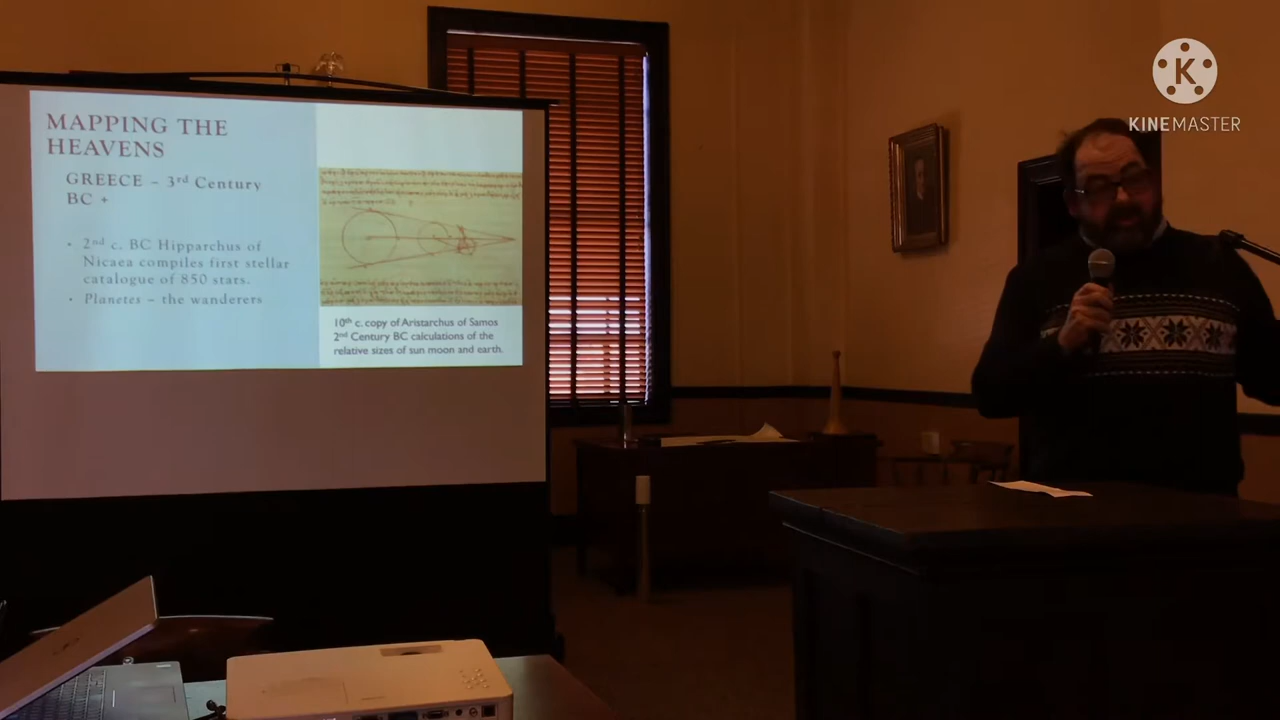 MAPPING THE
HEAVENS
GREECE – 3rd Century
BC +
• 2nd c. BC Hipparchus of
Nicaea compiles first stellar
catalogue of 850 stars.
• Planetes – the wanderers
10th c. copy of Aristarchus of Samos
2nd Century BC calculations of the
relative sizes of sun moon and earth.
K
KINEMASTER